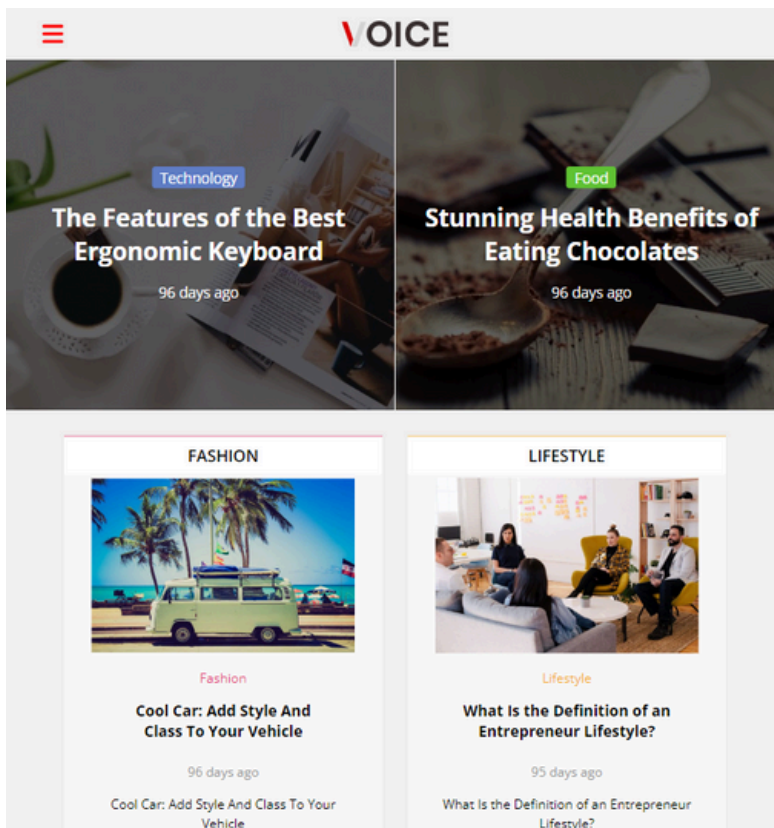 VOICE
Technology
The Features of the Best
Ergonomic Keyboard
96 days ago
Food
Stunning Health Benefits of
Eating Chocolates
96 days ago
FASHION
Fashion
Cool Car: Add Style And
Class To Your Vehicle
96 days ago
Cool Car: Add Style And Class To Your
Vehicle
LIFESTYLE
Lifestyle
What Is the Definition of an
Entrepreneur Lifestyle?
95 days ago
What Is the Definition of an Entrepreneur
Lifestyle?